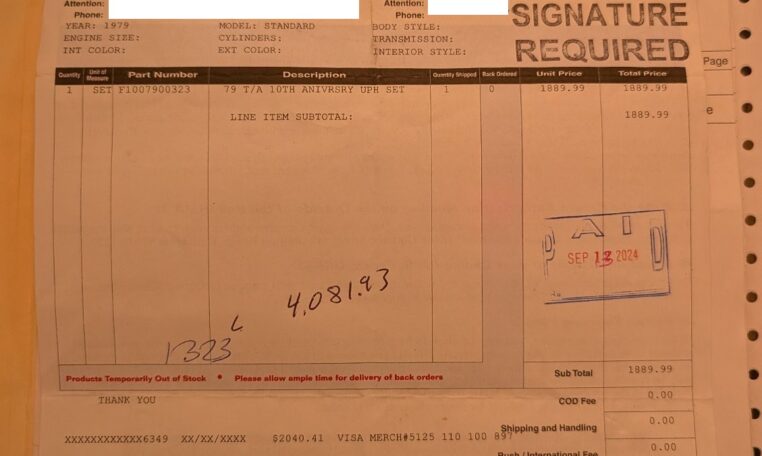 Attention: Attention:
Phone: Phone:
SIGNATURE
REQUIRED
YEAR: 1979 MODEL: STANDARD BODY STYLE:
ENGINE SIZE: CYLINDERS: TRANSMISSION:
INT COLOR: EXT COLOR: INTERIOR STYLE:
Page
Quantity Unit of Measure Part Number Description Quantity Shipped Back Ordered Unit Price Total Price
1 SET F1007900323 79 T/A 10TH ANIVRSRY UPH SET 1 0 1889.99 1889.99
e
LINE ITEM SUBTOTAL: 1889.99
PAID
SEP 2024
4,081.93
1323
Products Temporarily Out of Stock • Please allow ample time for delivery of back orders
Sub Total 1889.99
THANK YOU
COD Fee 0.00
Shipping and Handling 0.00
XXXXXXXXXXXX6349 XX/XX/XXXX $2040.41 VISA MERCH#5125 110 100 897
Rush / International Fee 0.00